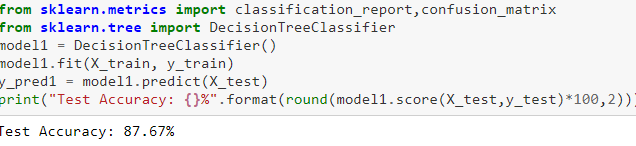 from sklearn.metrics import classification_report,confusion_matrix
from sklearn.tree import DecisionTreeClassifier
model1 = DecisionTreeClassifier()
model1.fit(X_train, y_train)
y_pred1 = model1.predict(X_test)
print("Test Accuracy: {}%".format(round(model1.score(X_test,y_test)*100,2)))
Test Accuracy: 87.67%